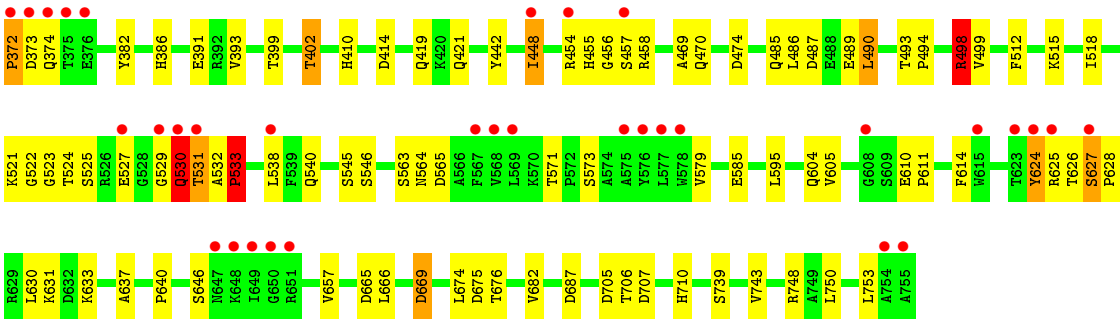 P372 D373 Q374 T375 E376 Y382 H386 E391 R392 V393 T399 T402 H410 D414 Q419 K420 Q421 Y442 I448 R454 H455 G456 S457 R458 A469 Q470 D474 Q485 L486 D487 E488 E489 L490 T493 P494 R498 V499 F512 K515 I518
K521 G522 G523 T524 S525 R526 E527 G528 G529 Q530 T531 A532 P533 L538 F539 Q540 S545 S546 S563 N564 D565 A566 F567 V568 L569 K570 T571 P572 S573 A574 A575 Y576 L577 W578 V579 E585 L595 Q604 V605 G608 S609 E610 P611 F614 W615 T623 Y624 R625 T626 S627 P628
R629 L630 K631 D632 K633 A637 P640 S646 N647 K648 I649 G650 R651 V657 D665 L666 D669 L674 D675 T676 V682 D687 D705 T706 D707 H710 S739 V743 R748 A749 L750 L753 A754 A755